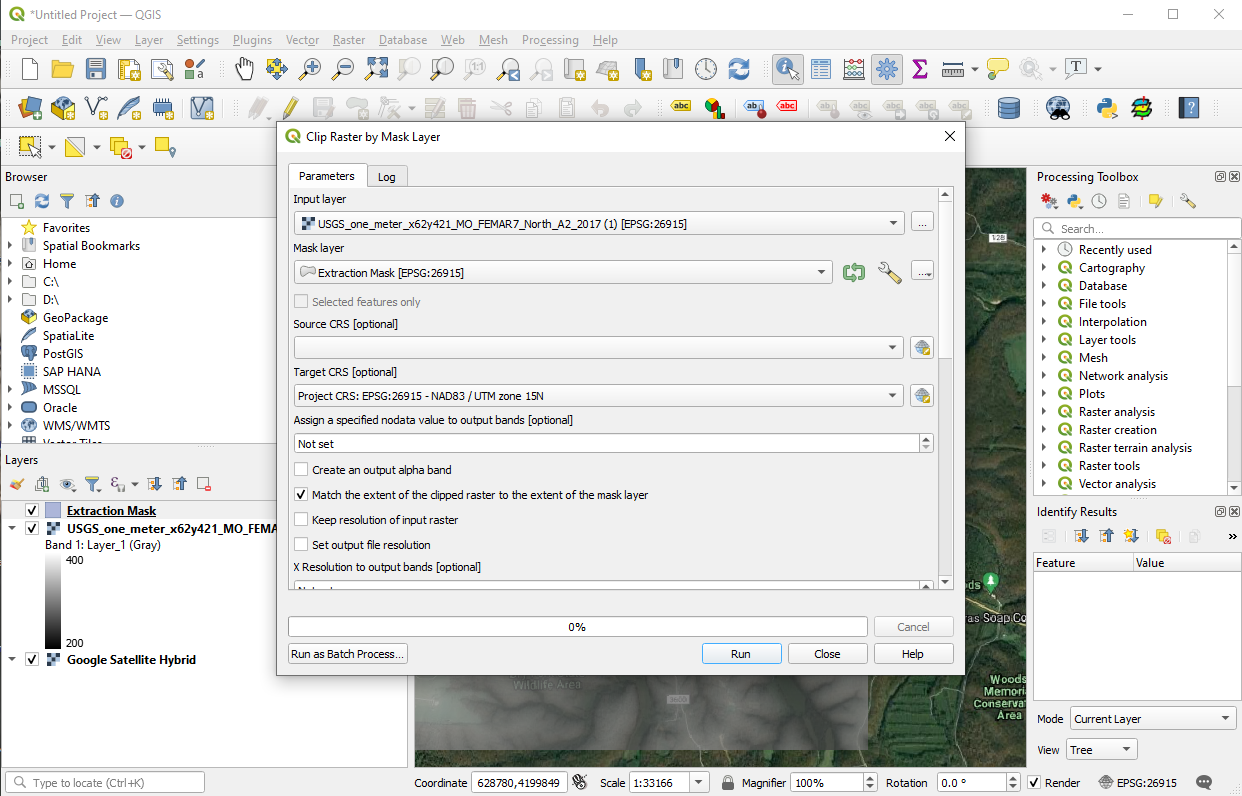 *Untitled Project — QGIS
Project Edit View Layer Settings Plugins Vector Raster Database Web Mesh Processing Help
Clip Raster by Mask Layer
Parameters Log
Input layer
USGS_one_meter_x62y421_MO_FEMAR7_North_A2_2017 (1) [EPSG:26915]
...
Mask layer
Extraction Mask [EPSG:26915]
...
Selected features only
Source CRS [optional]
Target CRS [optional]
Project CRS: EPSG:26915 - NAD83 / UTM zone 15N
Assign a specified nodata value to output bands [optional]
Not set
Create an output alpha band
Match the extent of the clipped raster to the extent of the mask layer
Keep resolution of input raster
Set output file resolution
X Resolution to output bands [optional]
0%
Cancel
Run as Batch Process...
Run
Close
Help
Browser
Favorites
Spatial Bookmarks
Home
C:\
D:\
GeoPackage
SpatiaLite
PostGIS
SAP HANA
MSSQL
Oracle
WMS/WMTS
Layers
Extraction Mask
USGS_one_meter_x62y421_MO_FEMA
Band 1: Layer_1 (Gray)
400
200
Google Satellite Hybrid
Wildlife Area
ds
ras Soap Co
Woods
Memori
Conserva
Area
Processing Toolbox
Search...
Recently used
Cartography
Database
File tools
Interpolation
Layer tools
Mesh
Network analysis
Plots
Raster analysis
Raster creation
Raster terrain analysis
Raster tools
Vector analysis
Identify Results
»
Feature Value
Mode Current Layer
View Tree
Type to locate (Ctrl+K)
Coordinate 628780,4199849
Scale 1:33166
Magnifier 100%
Rotation 0.0 °
Render
EPSG:26915